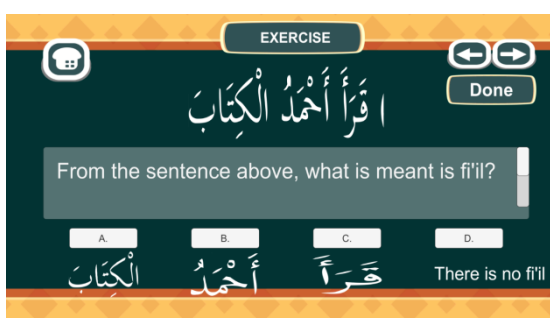 EXERCISE
Done
١ قَرَأَ أَحْمَدُ الْكِتَابَ
From the sentence above, what is meant is fi'il?
A.
B.
C.
D.
الْكِتَابَ
أَحْمَدُ
قَرَأَ
There is no fi'il